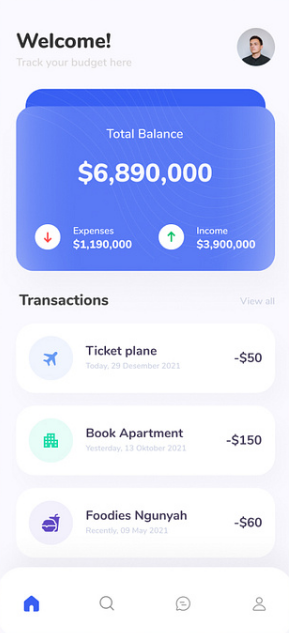 Welcome!
Track your budget here
Total Balance
$6,890,000
Expenses
$1,190,000
Income
$3,900,000
Transactions
View all
Ticket plane
Today, 29 Desember 2021
-$50
Book Apartment
Yesterday, 13 Oktober 2021
-$150
Foodies Ngunyah
Recently, 09 May 2021
-$60